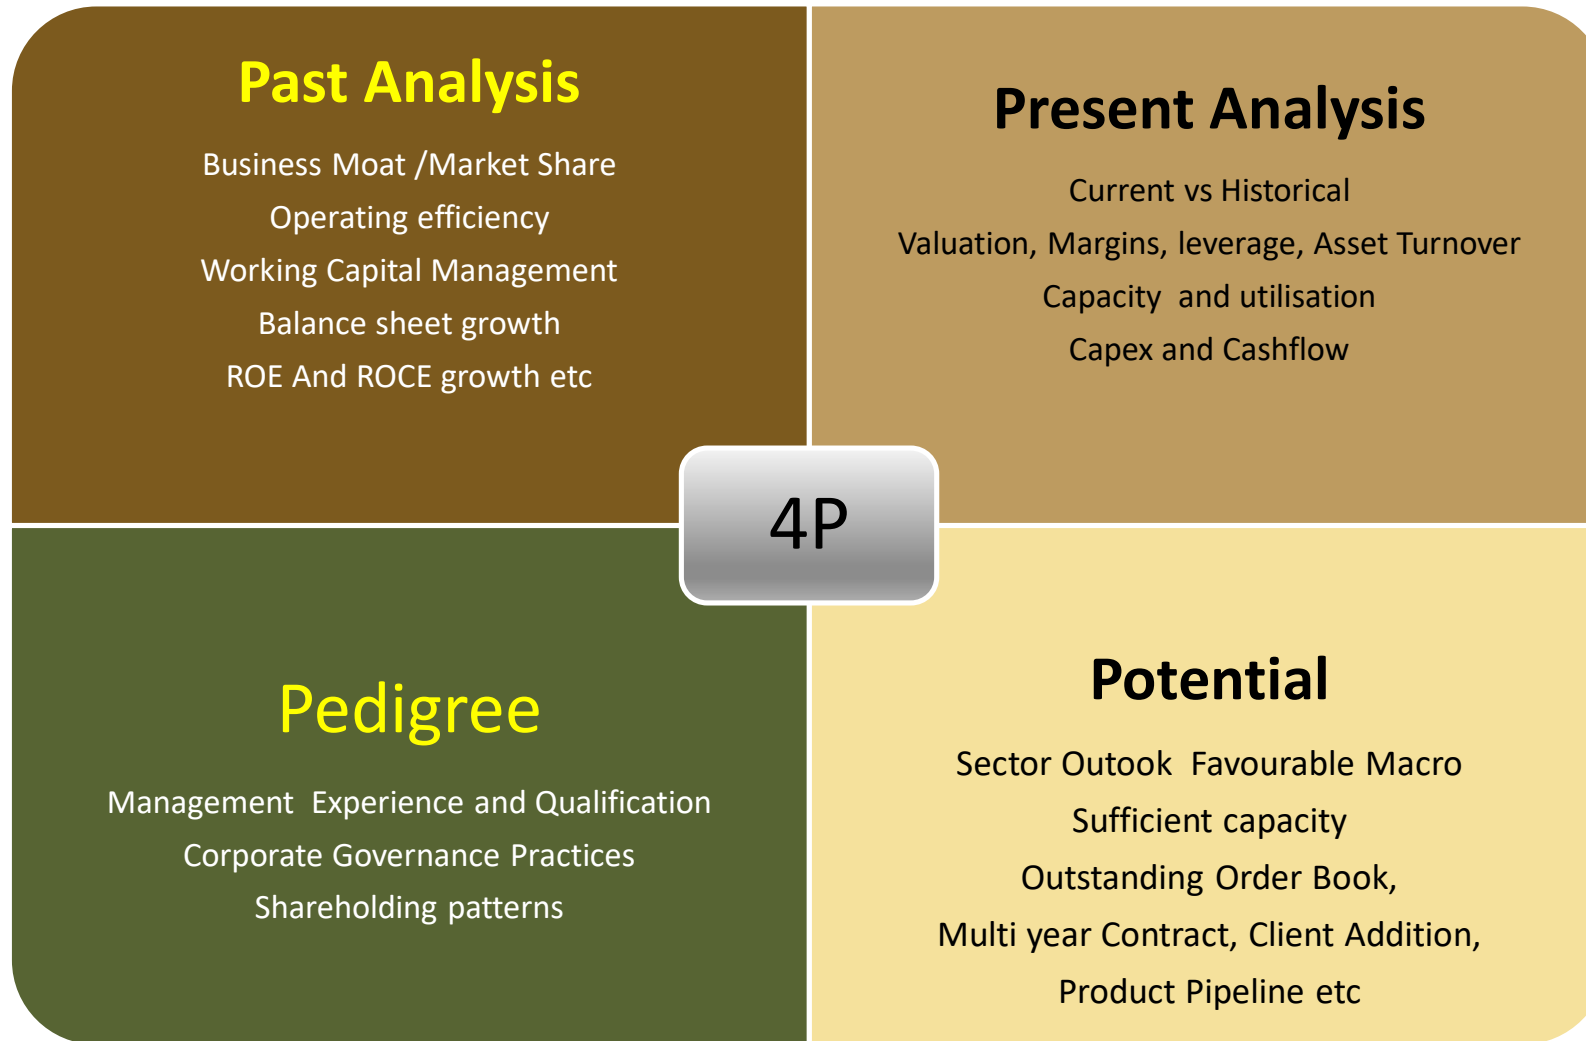 Past Analysis
Business Moat /Market Share
Operating efficiency
Working Capital Management
Balance sheet growth
ROE And ROCE growth etc
Present Analysis
Current vs Historical
Valuation, Margins, leverage, Asset Turnover
Capacity and utilisation
Capex and Cashflow
4P
Pedigree
Management Experience and Qualification
Corporate Governance Practices
Shareholding patterns
Potential
Sector Outook Favourable Macro
Sufficient capacity
Outstanding Order Book,
Multi year Contract, Client Addition,
Product Pipeline etc